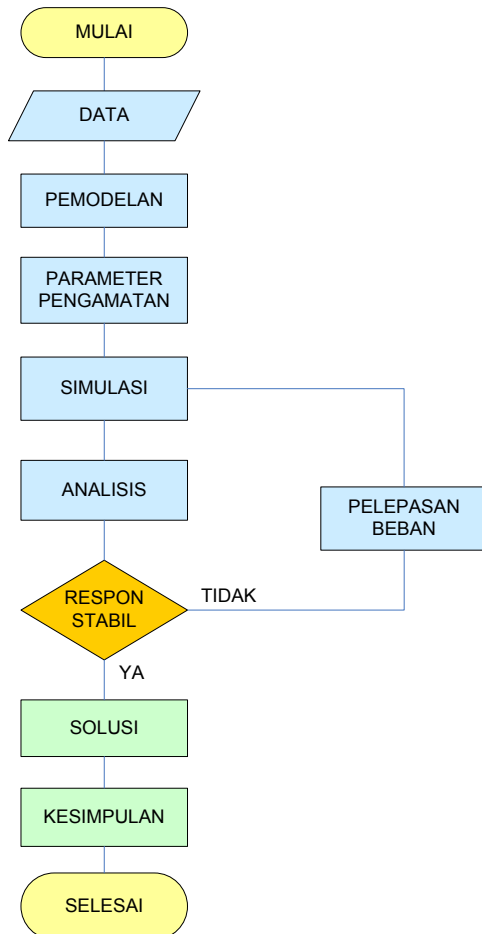 MULAI
DATA
PEMODELAN
PARAMETER
PENGAMATAN
SIMULASI
ANALISIS
PELEPASAN
BEBAN
RESPON
STABIL
TIDAK
YA
SOLUSI
KESIMPULAN
SELESAI